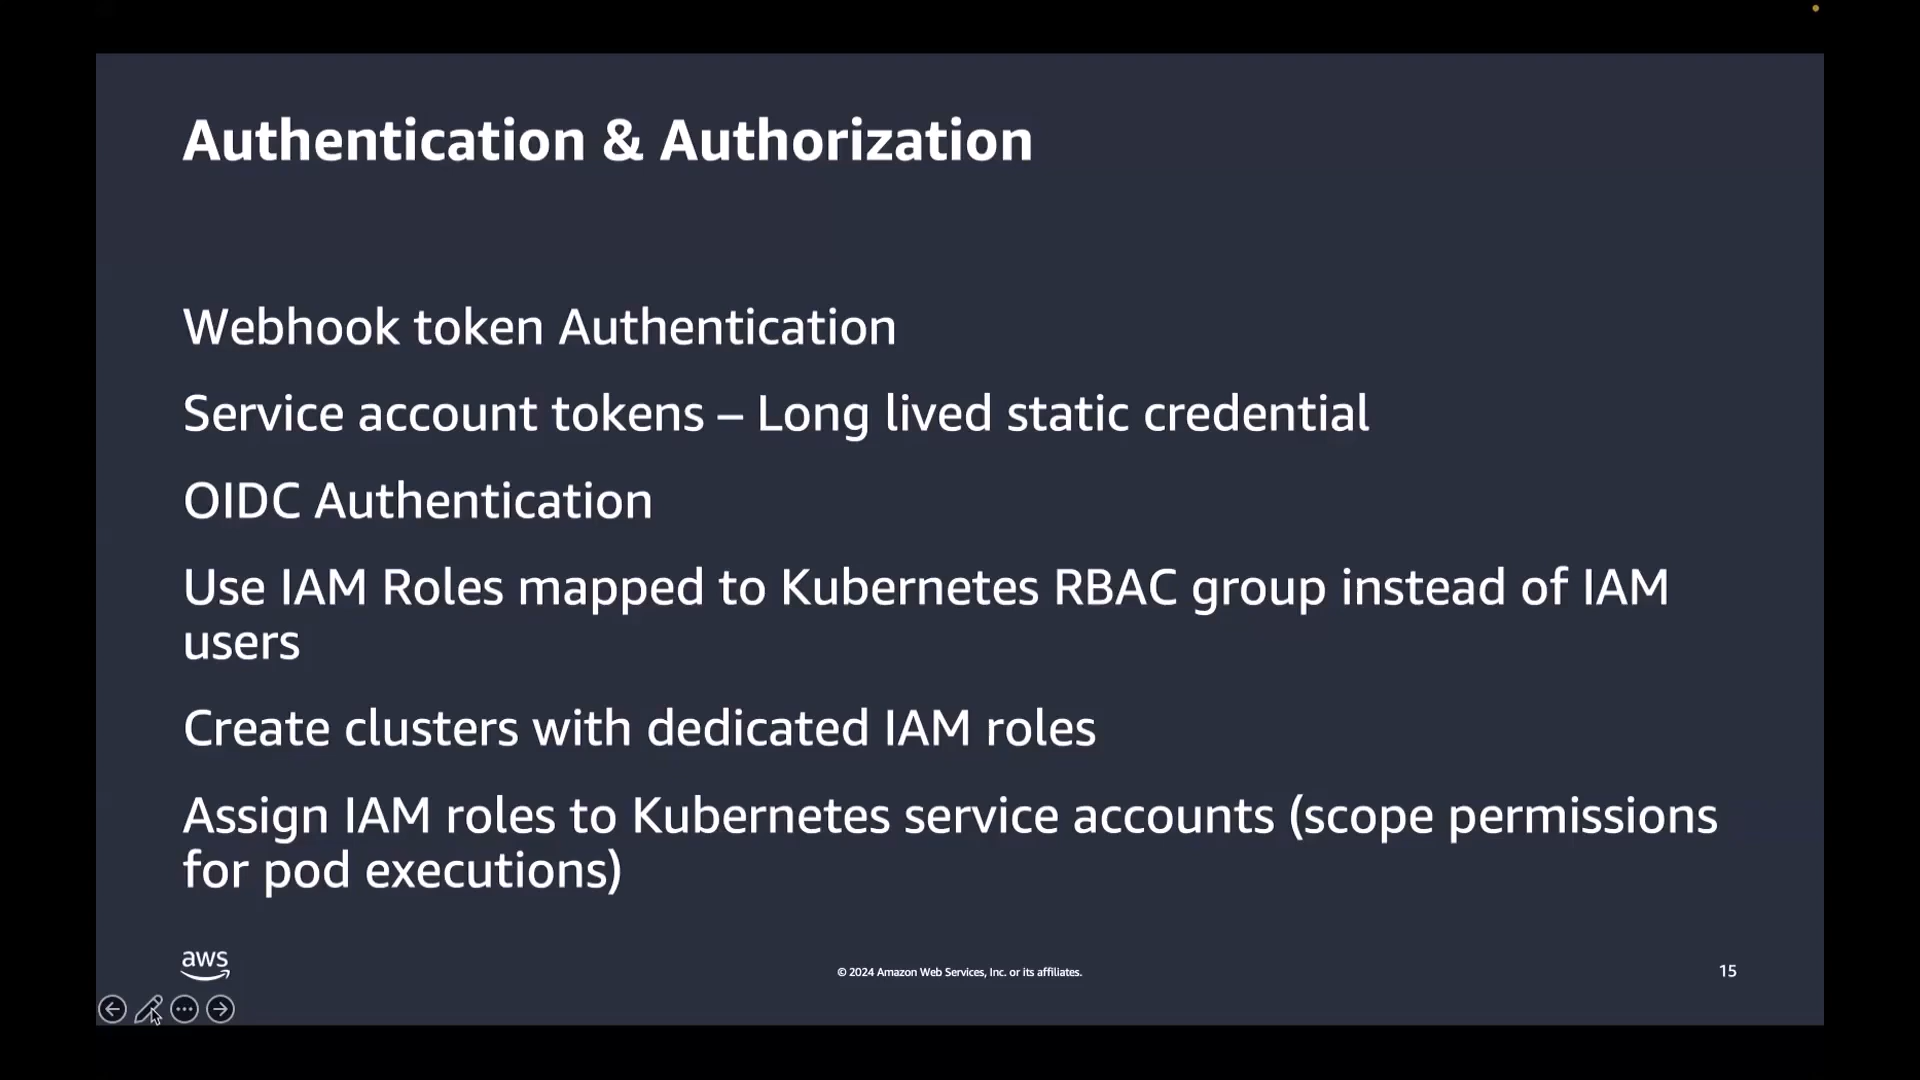 Authentication & Authorization
Webhook token Authentication
Service account tokens – Long lived static credential
OIDC Authentication
Use IAM Roles mapped to Kubernetes RBAC group instead of IAM
users
Create clusters with dedicated IAM roles
Assign IAM roles to Kubernetes service accounts (scope permissions
for pod executions)
aws
© 2024 Amazon Web Services, Inc. or its affiliates.
15